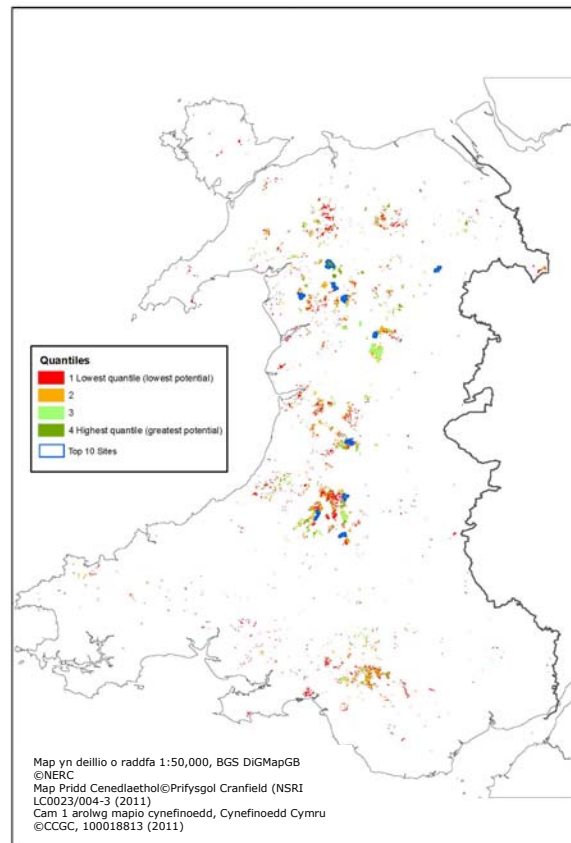 Quantiles
1 Lowest quantile (lowest potential)
2
3
4 Highest quantile (greatest potential)
Top 10 Sites
Map yn deillio o raddfa 1:50,000, BGS DiGMapGB
©NERC
Map Pridd Cenedlaethol©Prifysgol Cranfield (NSRI
LC0023/004-3 (2011)
Cam 1 arolwg mapio cynefinoedd, Cynefinoedd Cymru
©CCGC, 100018813 (2011)